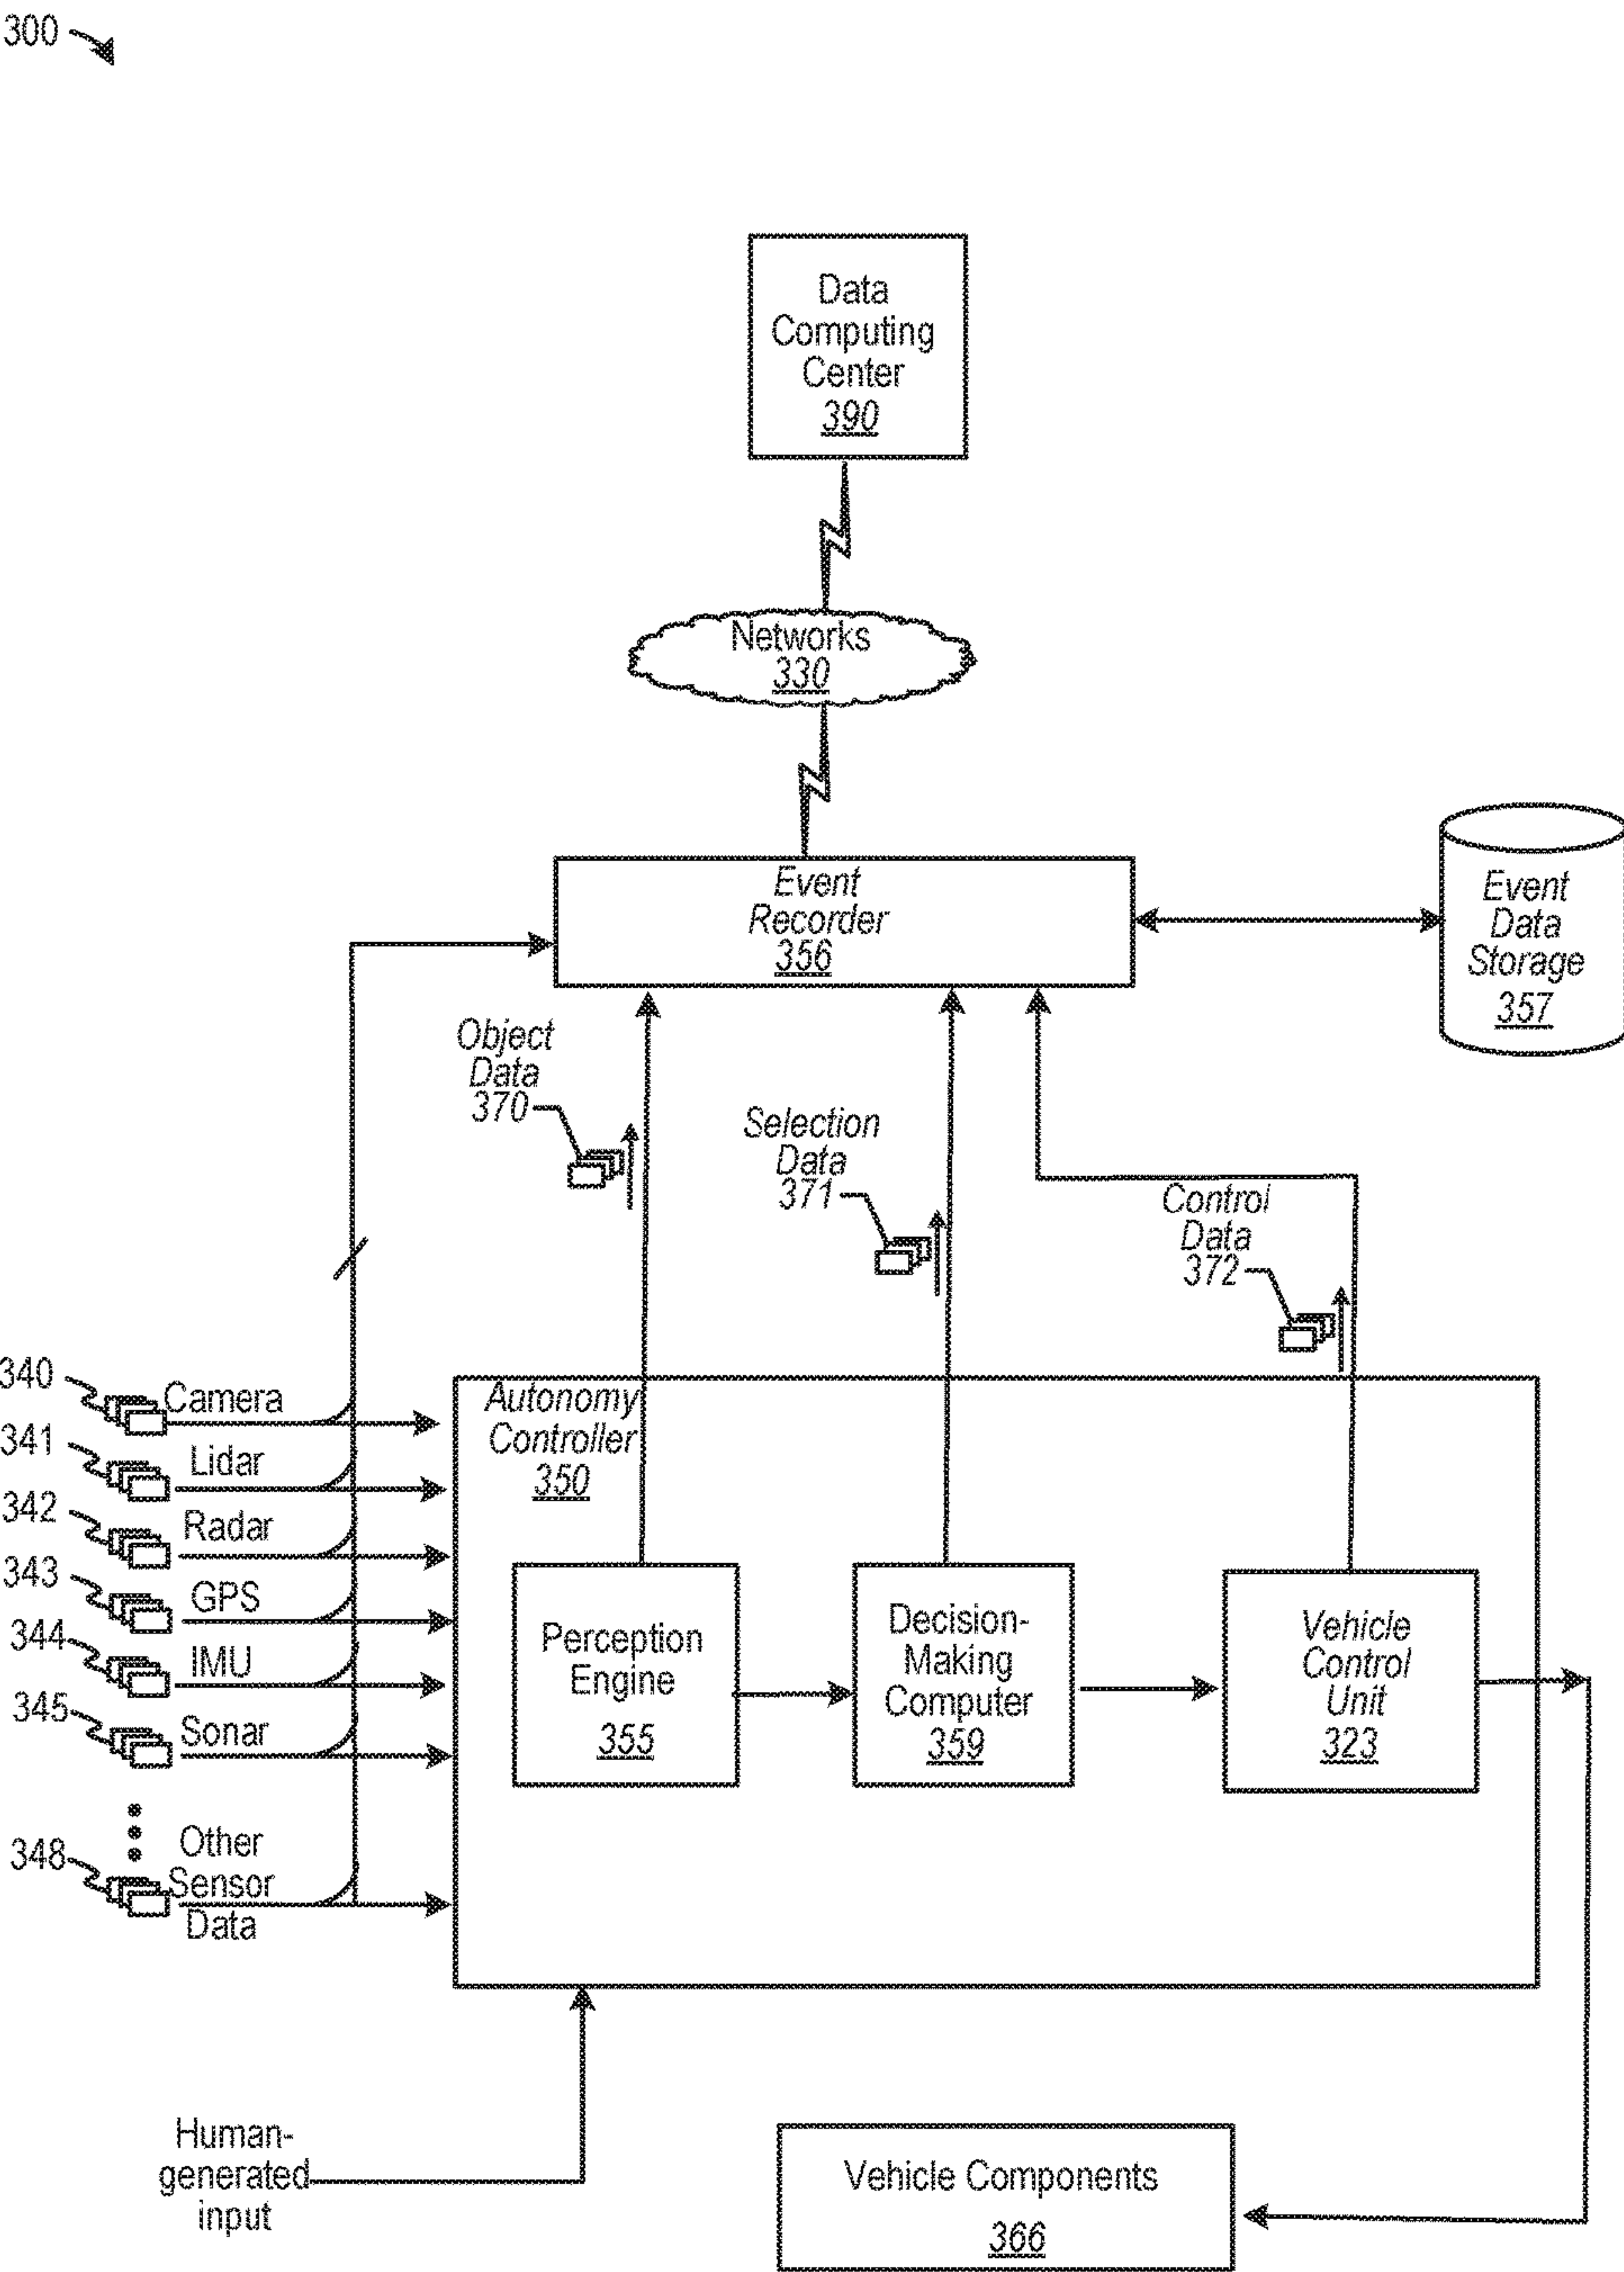 300
Data
Computing
Center
390
Networks
330
Event
Recorder
356
Event
Data
Storage
357
Object
Data
370
Selection
Data
371
Control
Data
372
340
Camera
341
Lidar
342
Radar
343
GPS
344
IMU
345
Sonar
348
Other
Sensor
Data
Autonomy
Controller
350
Perception
Engine
355
Decision-
Making
Computer
359
Vehicle
Control
Unit
323
Human-
generated
input
Vehicle Components
366